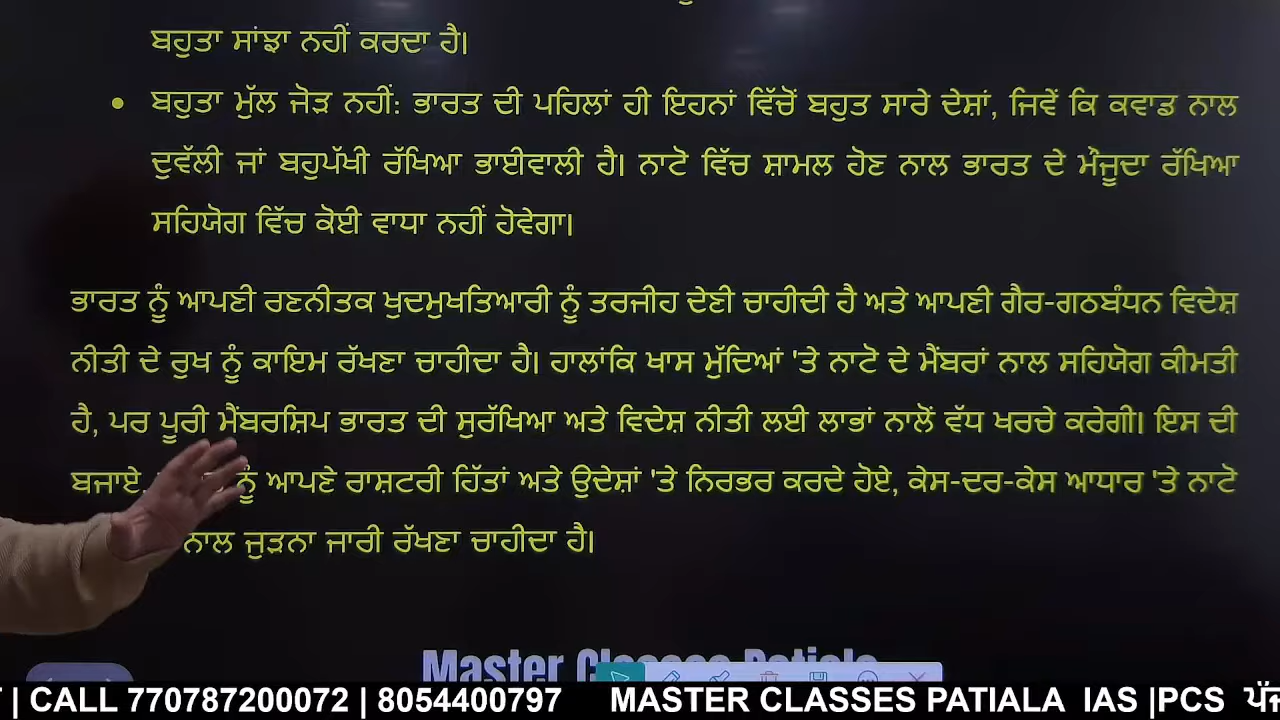 ਬਹੁਤਾ ਸਾਂਝਾ ਨਹੀਂ ਕਰਦਾ ਹੈ।
• ਬਹੁਤਾ ਮੁੱਲ ਜੋੜ ਨਹੀਂ: ਭਾਰਤ ਦੀ ਪਹਿਲਾਂ ਹੀ ਇਹਨਾਂ ਵਿੱਚੋਂ ਬਹੁਤ ਸਾਰੇ ਦੇਸ਼ਾਂ, ਜਿਵੇਂ ਕਿ ਕਵਾਡ ਨਾਲ
ਦੁਵੱਲੀ ਜਾਂ ਬਹੁਪੱਖੀ ਰੱਖਿਆ ਭਾਈਵਾਲੀ ਹੈ। ਨਾਟੋ ਵਿੱਚ ਸ਼ਾਮਲ ਹੋਣ ਨਾਲ ਭਾਰਤ ਦੇ ਮੌਜੂਦਾ ਰੱਖਿਆ
ਸਹਿਯੋਗ ਵਿੱਚ ਕੋਈ ਵਾਧਾ ਨਹੀਂ ਹੋਵੇਗਾ।
ਭਾਰਤ ਨੂੰ ਆਪਣੀ ਰਣਨੀਤਕ ਖੁਦਮੁਖਤਿਆਰੀ ਨੂੰ ਤਰਜੀਹ ਦੇਣੀ ਚਾਹੀਦੀ ਹੈ ਅਤੇ ਆਪਣੀ ਗੈਰ-ਗਠਬੰਧਨ ਵਿਦੇਸ਼
ਨੀਤੀ ਦੇ ਰੁਖ ਨੂੰ ਕਾਇਮ ਰੱਖਣਾ ਚਾਹੀਦਾ ਹੈ। ਹਾਲਾਂਕਿ ਖਾਸ ਮੁੱਦਿਆਂ 'ਤੇ ਨਾਟੋ ਦੇ ਮੈਂਬਰਾਂ ਨਾਲ ਸਹਿਯੋਗ ਕੀਮਤੀ
ਹੈ, ਪਰ ਪੂਰੀ ਮੈਂਬਰਸ਼ਿਪ ਭਾਰਤ ਦੀ ਸੁਰੱਖਿਆ ਅਤੇ ਵਿਦੇਸ਼ ਨੀਤੀ ਲਈ ਲਾਭਾਂ ਨਾਲੋਂ ਵੱਧ ਖਰਚੇ ਕਰੇਗੀ। ਇਸ ਦੀ
ਬਜਾਏ, ਨੂੰ ਆਪਣੇ ਰਾਸ਼ਟਰੀ ਹਿੱਤਾਂ ਅਤੇ ਉਦੇਸ਼ਾਂ 'ਤੇ ਨਿਰਭਰ ਕਰਦੇ ਹੋਏ, ਕੇਸ-ਦਰ-ਕੇਸ ਆਧਾਰ 'ਤੇ ਨਾਟੋ
ਨਾਲ ਜੁੜਨਾ ਜਾਰੀ ਰੱਖਣਾ ਚਾਹੀਦਾ ਹੈ।
Master Classes Patiala
| CALL 770787200072 | 8054400797 MASTER CLASSES PATIALA IAS |PCS